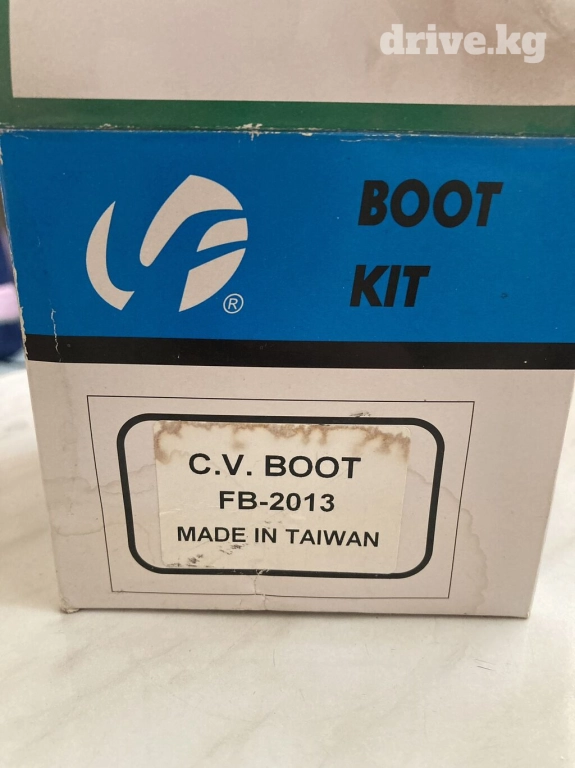 drive.kg
BOOT
KIT
®
C.V. BOOT
FB-2013
MADE IN TAIWAN